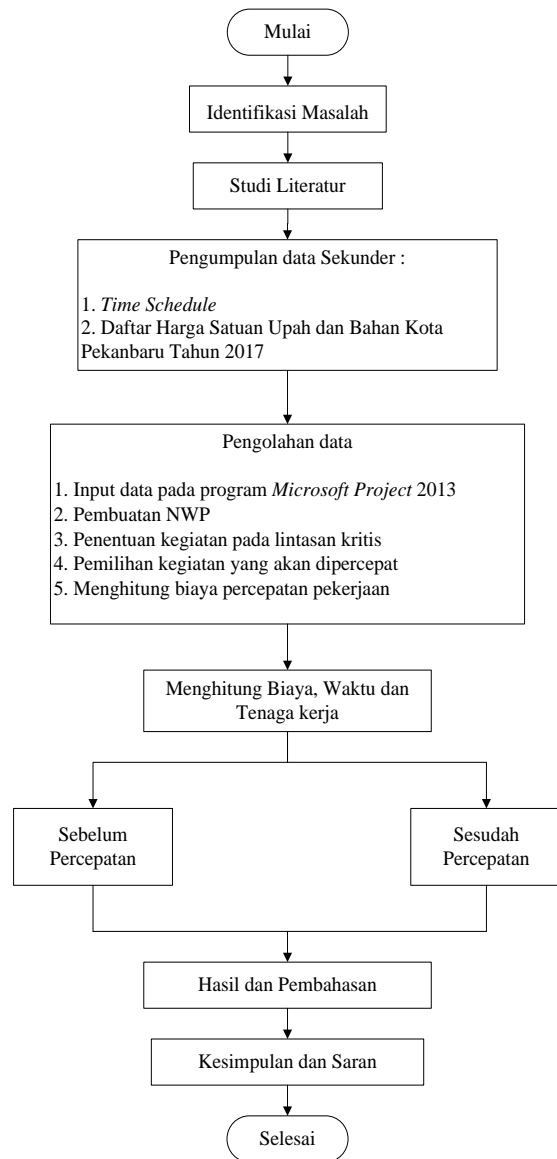 Mulai
Identifikasi Masalah
Studi Literatur
Pengumpulan data Sekunder :
1. Time Schedule
2. Daftar Harga Satuan Upah dan Bahan Kota
Pekanbaru Tahun 2017
Pengolahan data
1. Input data pada program Microsoft Project 2013
2. Pembuatan NWP
3. Penentuan kegiatan pada lintasan kritis
4. Pemilihan kegiatan yang akan dipercepat
5. Menghitung biaya percepatan pekerjaan
Menghitung Biaya, Waktu dan
Tenaga kerja
Sebelum
Percepatan
Sesudah
Percepatan
Hasil dan Pembahasan
Kesimpulan dan Saran
Selesai